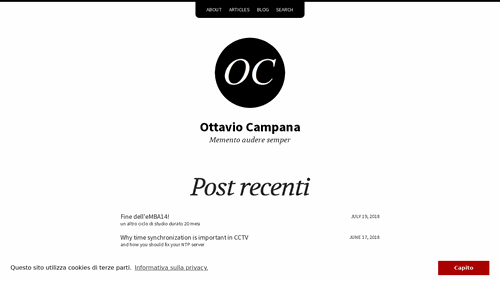 ABOUT ARTICLES BLOG SEARCH
OC
Ottavio Campana
Memento audere semper
Post recenti
Fine dell'eMBA14! JULY 19, 2018
un altro ciclo di studio durato 20 mesi
Why time synchronization is important in CCTV JUNE 17, 2018
and how you should fix your NTP server
Questo sito utilizza cookies di terze parti. Informativa sulla privacy. Capito